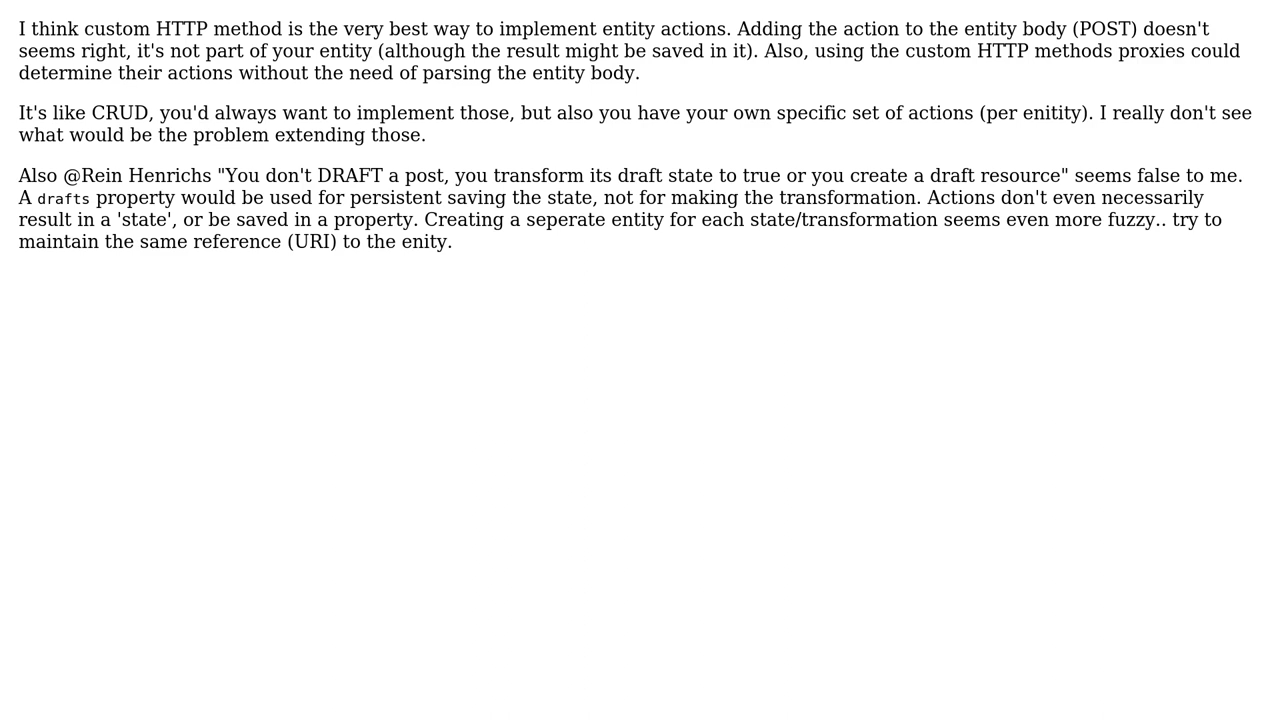 I think custom HTTP method is the very best way to implement entity actions. Adding the action to the entity body (POST) doesn't
seems right, it's not part of your entity (although the result might be saved in it). Also, using the custom HTTP methods proxies could
determine their actions without the need of parsing the entity body.
It's like CRUD, you'd always want to implement those, but also you have your own specific set of actions (per enitity). I really don't see
what would be the problem extending those.
Also @Rein Henrichs "You don't DRAFT a post, you transform its draft state to true or you create a draft resource" seems false to me.
A drafts property would be used for persistent saving the state, not for making the transformation. Actions don't even necessarily
result in a 'state', or be saved in a property. Creating a seperate entity for each state/transformation seems even more fuzzy.. try to
maintain the same reference (URI) to the enity.